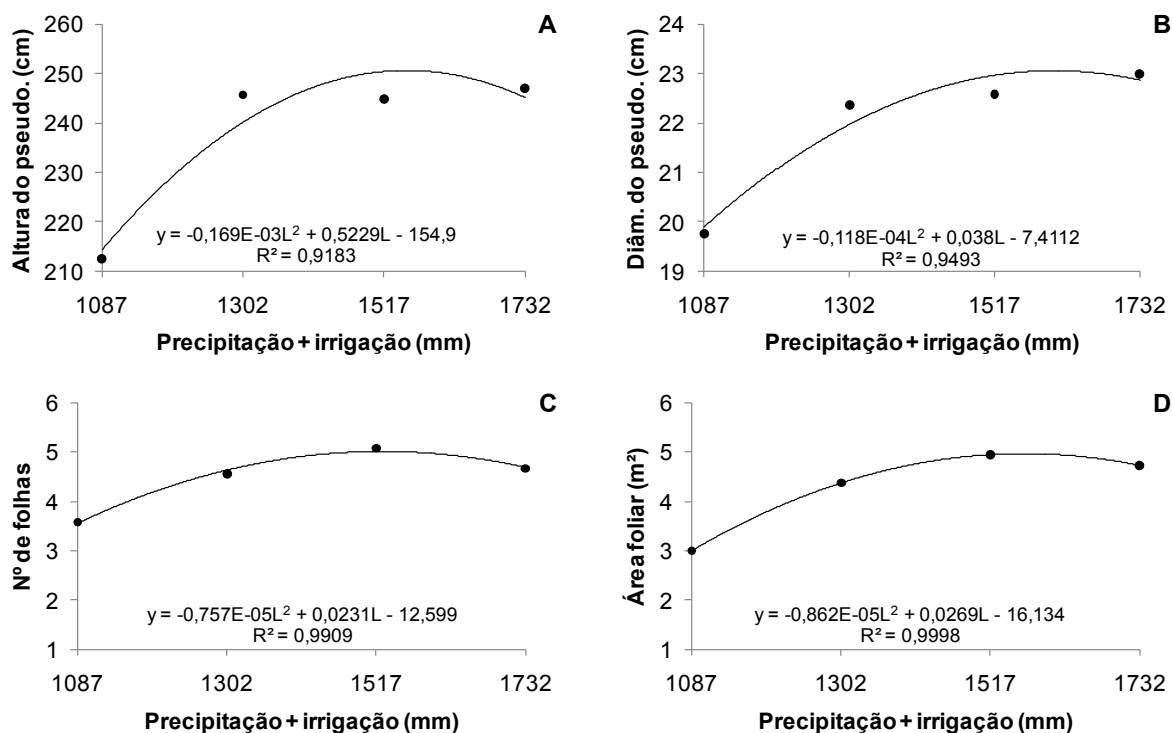 A
Altura do pseudo. (cm)
260
250
240
230
220
210
y = -0,169E-03L² + 0,5229L - 154,9
R² = 0,9183
1087 1302 1517 1732
Precipitação + irrigação (mm)
B
Diâm. do pseudo. (cm)
24
23
22
21
20
19
y = -0,118E-04L² + 0,038L - 7,4112
R² = 0,9493
1087 1302 1517 1732
Precipitação + irrigação (mm)
C
Nº de folhas
6
5
4
3
2
1
y = -0,757E-05L² + 0,0231L - 12,599
R² = 0,9909
1087 1302 1517 1732
Precipitação + irrigação (mm)
D
Área foliar (m²)
6
5
4
3
2
1
y = -0,862E-05L² + 0,0269L - 16,134
R² = 0,9998
1087 1302 1517 1732
Precipitação + irrigação (mm)